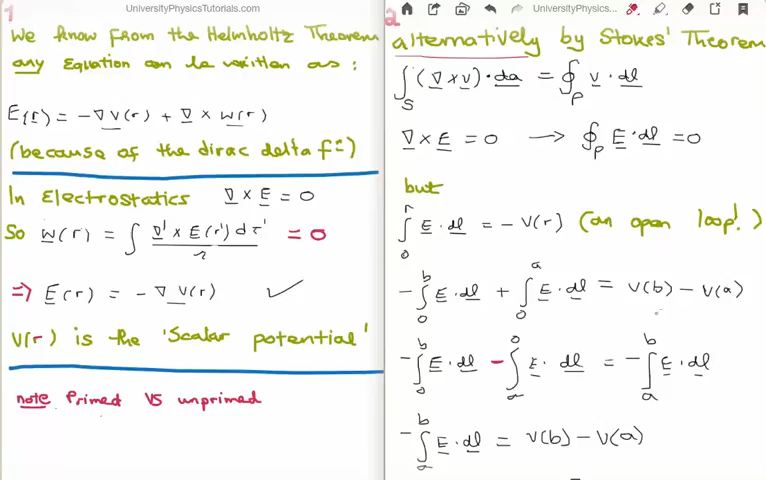 1
UniversityPhysicsTutorials.com
We know from the Helmholtz Theorem
any Equation can be written as:
E(r) = -∇V(r) + ∇ × W(r)
(because of the dirac delta fⁿ)
In Electrostatics ∇ × E = 0
So W(r) = ∫ ∇' × E(r') dτ' / r = 0
⇒ E(r) = -∇V(r) ✓
V(r) is the 'Scalar potential'
note Primed VS unprimed
2
UniversityPhysics...
alternatively by Stokes' Theorem
∫S (∇ × v) · da = ∮P v · dl
∇ × E = 0 → ∮P E · dl = 0
but
∫₀ʳ E · dl = -V(r) (an open loop!)
-∫₀ᵇ E · dl + ∫₀ᵃ E · dl = V(b) - V(a)
-∫₀ᵇ E · dl - ∫ₐ⁰ E · dl = -∫ₐᵇ E · dl
-∫ₐᵇ E · dl = V(b) - V(a)